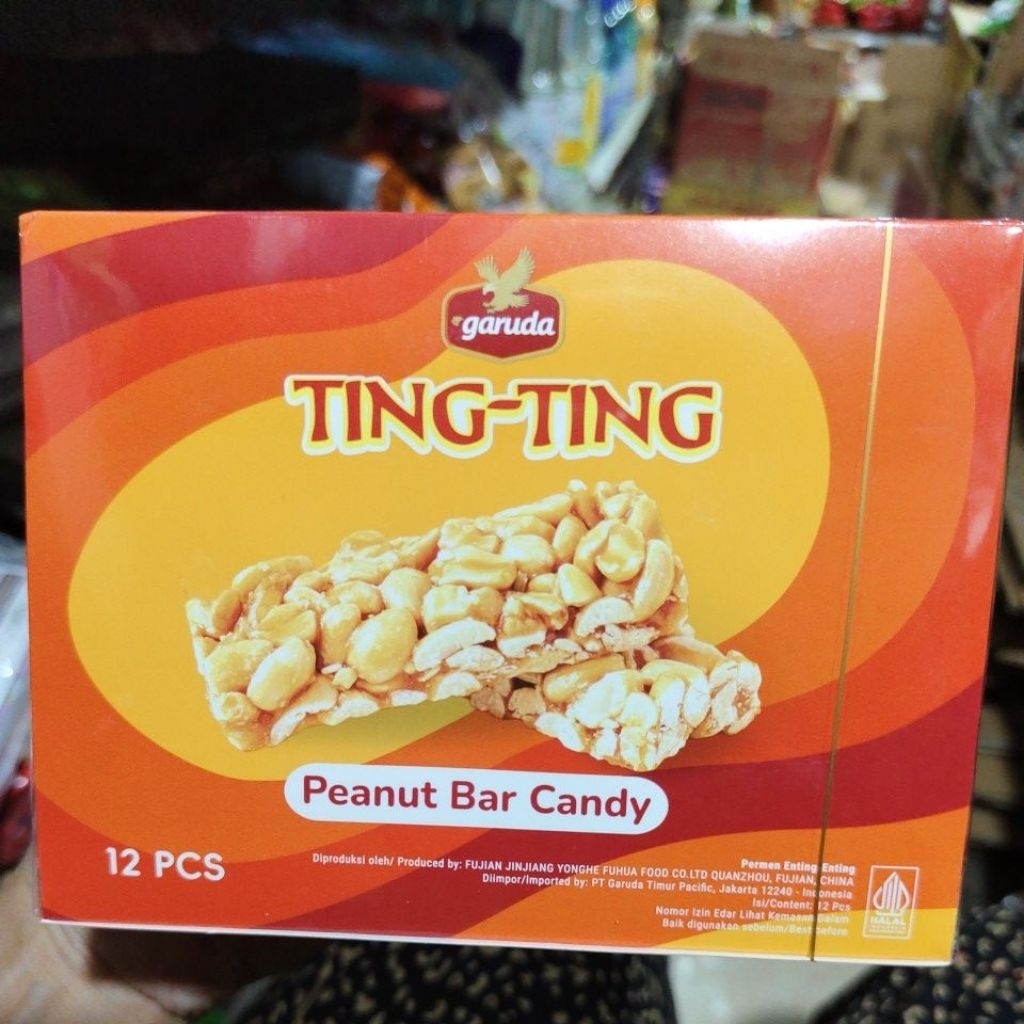 garuda
TING-TING
Peanut Bar Candy
12 PCS
Diproduksi oleh/ Produced by: FUJIAN JINJIANG YONGHE FUHUA FOOD CO.LTD QUANZHOU, FUJIAN, CHINA
Diimpor/Imported by: PT Garuda Timur Pacific, Jakarta 12240 - Indonesia
Permen Enting Enting
Isi/Content: 12 Pcs
Nomor Izin Edar Lihat Kemasan Dalam
Baik digunakan sebelum/Best before
HALAL
INDONESIA